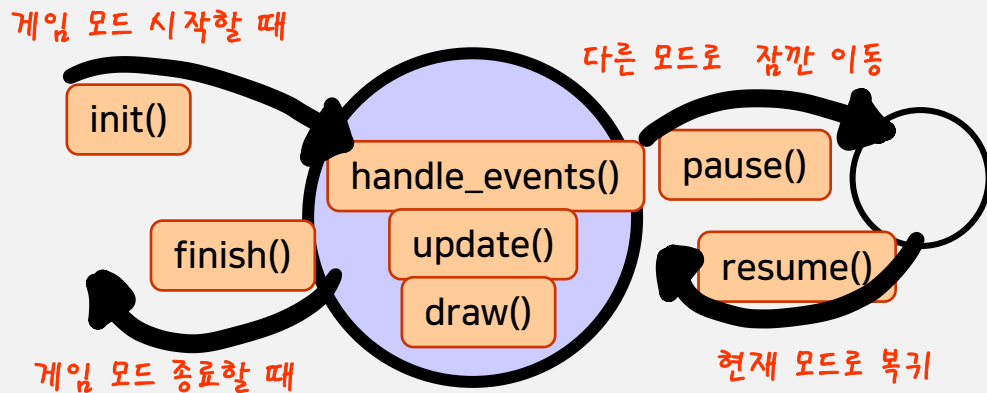 게임 모드 시작할 때
다른 모드로 잠깐 이동
init()
pause()
handle_events()
update()
draw()
finish()
resume()
게임 모드 종료할 때
현재 모드로 복귀